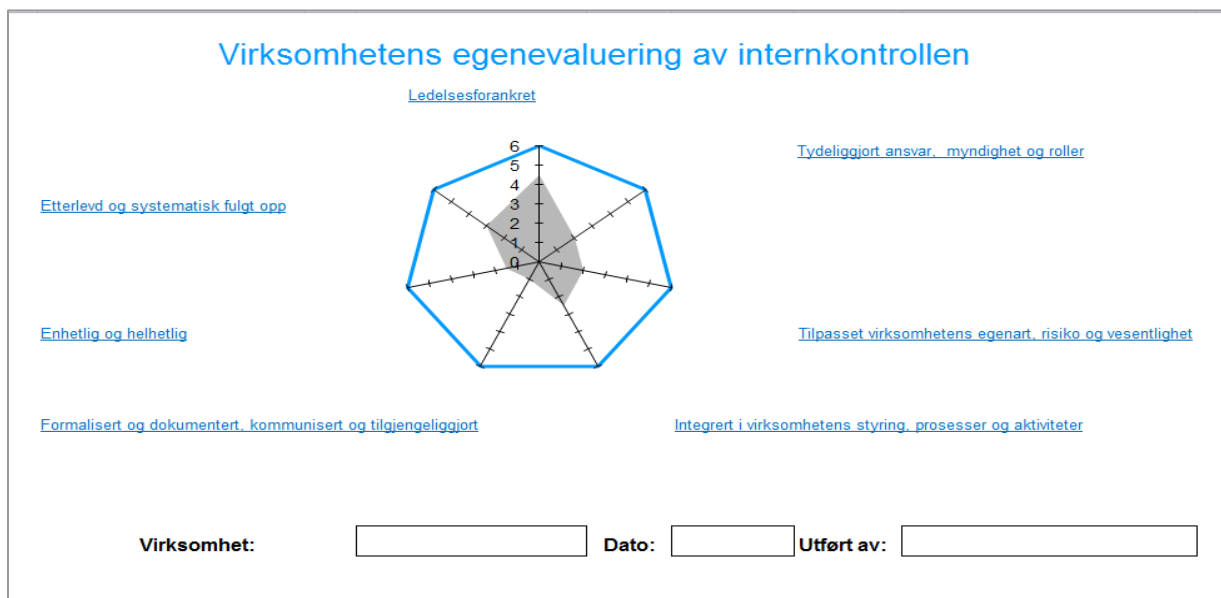 Virksomhetens egenevaluering av internkontrollen
Ledelsesforankret
Tydeliggjort ansvar, myndighet og roller
6
5
4
3
2
1
0
Etterlevd og systematisk fulgt opp
Enhetlig og helhetlig
Tilpasset virksomhetens egenart, risiko og vesentlighet
Formalisert og dokumentert, kommunisert og tilgjengeliggjort
Integrert i virksomhetens styring, prosesser og aktiviteter
Virksomhet: Dato: Utført av: